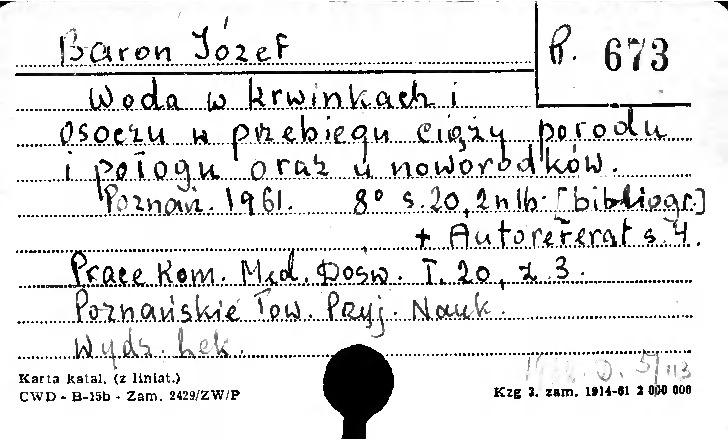 Baron Józef
P. 673
Woda w krwinkach i
osoczu w przebiegu ciąży porodu
i połogu oraz u noworodków.
Poznań. 1961. 8° s. 20, 2 nlb. [bibliogr.]
+ Autoreferat s. 4.
Prace Kom. Med. Dośw. T. 20, z. 3.
Poznańskie Tow. Przyj. Nauk.
Wydz. Lek.
Karta katal. (z liniat.)
CWD - B-15b - Zam. 2429/ZW/P
Kzg 3. zam. 1914-61 2 000 000